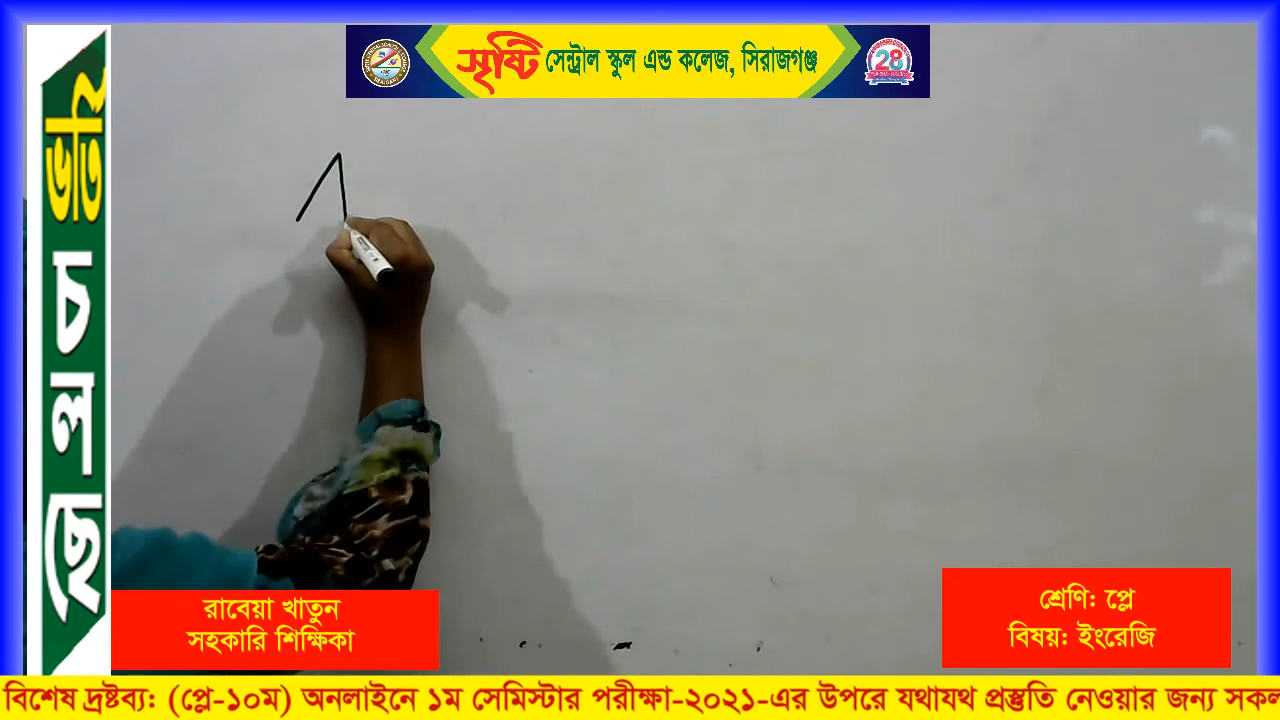 সৃষ্টি সেন্ট্রাল স্কুল এন্ড কলেজ, সিরাজগঞ্জ
28
ভর্তি চলছে
রাবেয়া খাতুন
সহকারি শিক্ষিকা
শ্রেণি: প্লে
বিষয়: ইংরেজি
বিশেষ দ্রষ্টব্য: (প্লে-১০ম) অনলাইনে ১ম সেমিস্টার পরীক্ষা-২০২১-এর উপরে যথাযথ প্রস্তুতি নেওয়ার জন্য সকল